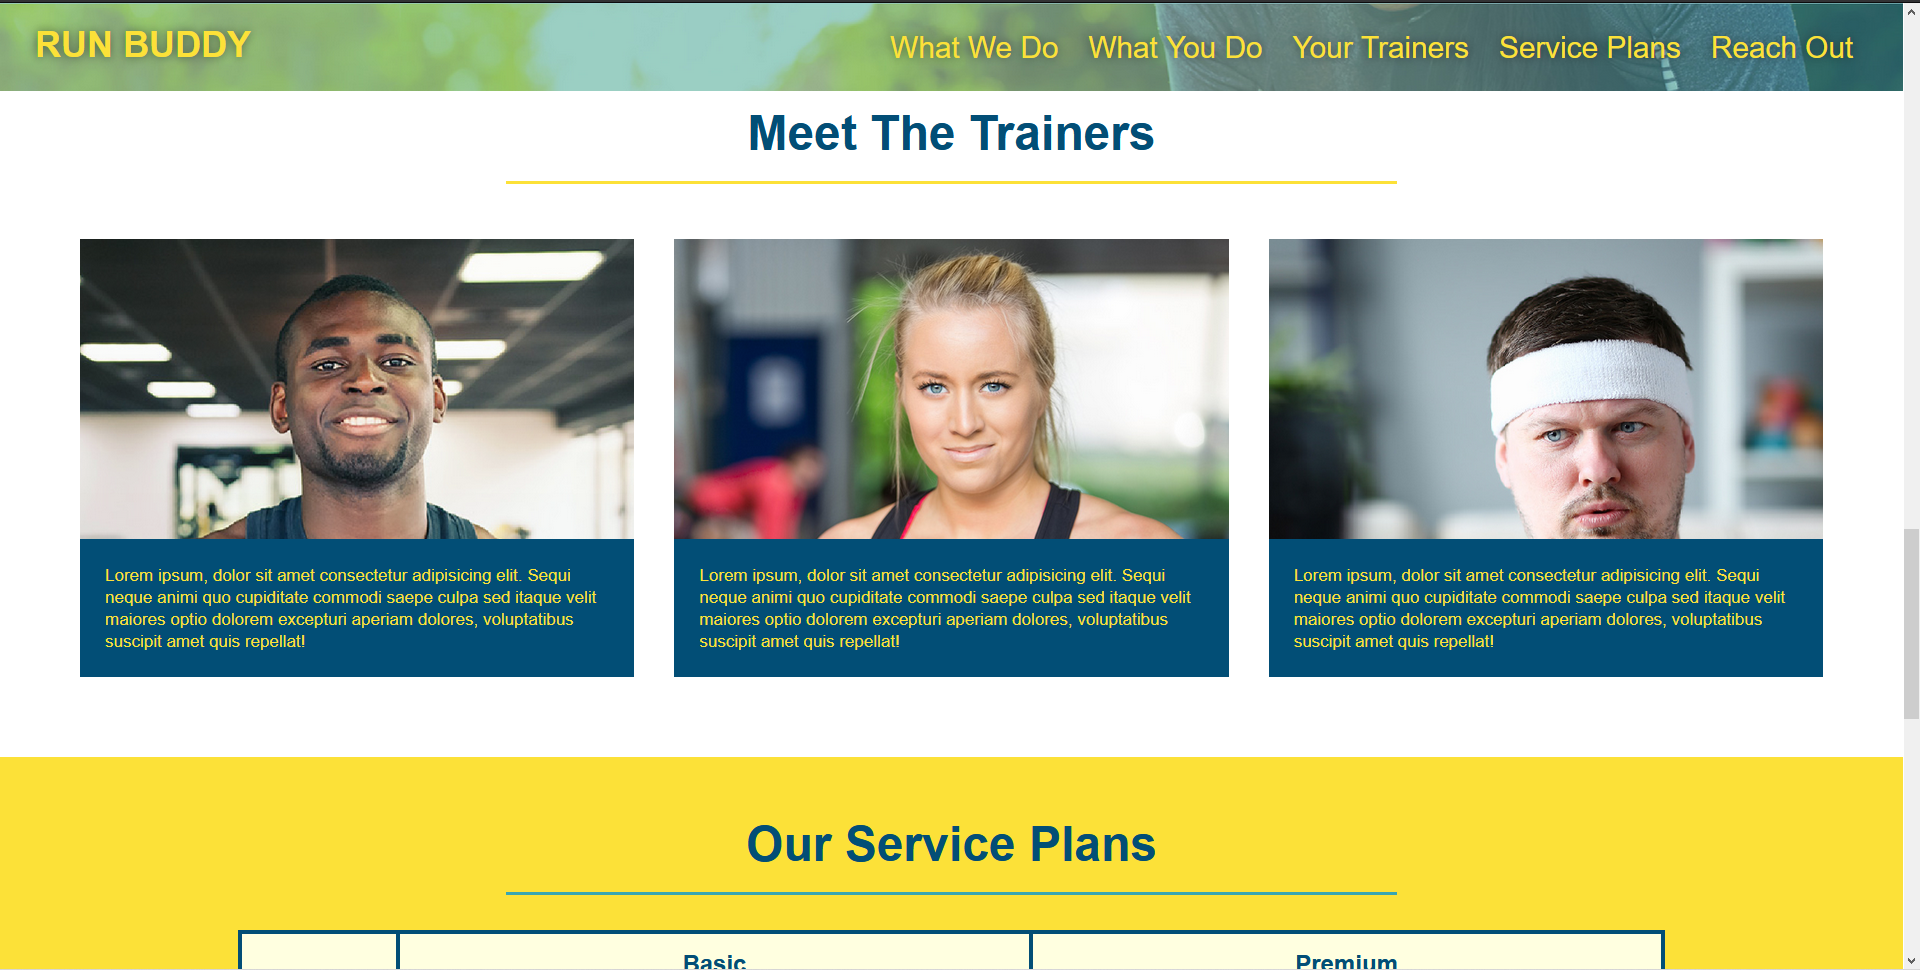 RUN BUDDY
What We Do What You Do Your Trainers Service Plans Reach Out
Meet The Trainers
Lorem ipsum, dolor sit amet consectetur adipisicing elit. Sequi
neque animi quo cupiditate commodi saepe culpa sed itaque velit
maiores optio dolorem excepturi aperiam dolores, voluptatibus
suscipit amet quis repellat!
Lorem ipsum, dolor sit amet consectetur adipisicing elit. Sequi
neque animi quo cupiditate commodi saepe culpa sed itaque velit
maiores optio dolorem excepturi aperiam dolores, voluptatibus
suscipit amet quis repellat!
Lorem ipsum, dolor sit amet consectetur adipisicing elit. Sequi
neque animi quo cupiditate commodi saepe culpa sed itaque velit
maiores optio dolorem excepturi aperiam dolores, voluptatibus
suscipit amet quis repellat!
Our Service Plans
Basic Premium